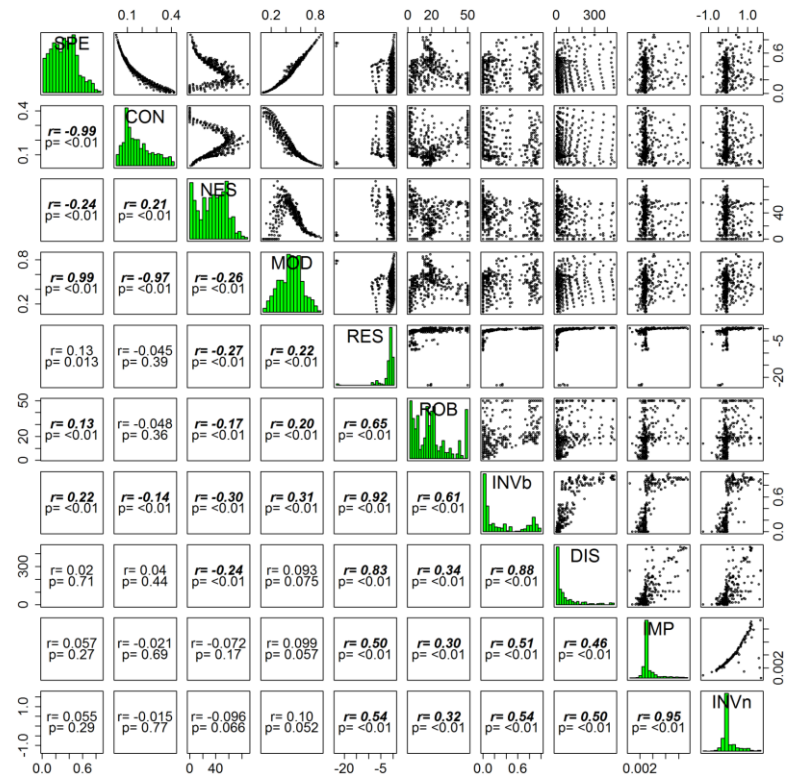 0.1 0.4 0.2 0.8 0 20 50 0 300 -1.0 1.0
SPE
0.0 0.6
0.1 0.4
r= -0.99
p= <0.01
CON
r= -0.24
p= <0.01
r= 0.21
p= <0.01
NES
0 40
0.2 0.8
r= 0.99
p= <0.01
r= -0.97
p= <0.01
r= -0.26
p= <0.01
MOD
r= 0.13
p= 0.013
r= -0.045
p= 0.39
r= -0.27
p= <0.01
r= 0.22
p= <0.01
RES
-20 -5
0 20 50
r= 0.13
p= <0.01
r= -0.048
p= 0.36
r= -0.17
p= <0.01
r= 0.20
p= <0.01
r= 0.65
p= <0.01
ROB
r= 0.22
p= <0.01
r= -0.14
p= <0.01
r= -0.30
p= <0.01
r= 0.31
p= <0.01
r= 0.92
p= <0.01
r= 0.61
p= <0.01
INVb
0.0 0.6
0 300
r= 0.02
p= 0.71
r= 0.04
p= 0.44
r= -0.24
p= <0.01
r= 0.093
p= 0.075
r= 0.83
p= <0.01
r= 0.34
p= <0.01
r= 0.88
p= <0.01
DIS
r= 0.057
p= 0.27
r= -0.021
p= 0.69
r= -0.072
p= 0.17
r= 0.099
p= 0.057
r= 0.50
p= <0.01
r= 0.30
p= <0.01
r= 0.51
p= <0.01
r= 0.46
p= <0.01
IMP
0.002
-1.0 1.0
r= 0.055
p= 0.29
r= -0.015
p= 0.77
r= -0.096
p= 0.066
r= 0.10
p= 0.052
r= 0.54
p= <0.01
r= 0.32
p= <0.01
r= 0.54
p= <0.01
r= 0.50
p= <0.01
r= 0.95
p= <0.01
INVn
0.0 0.6 0 40 -20 -5 0.0 0.6 0.002